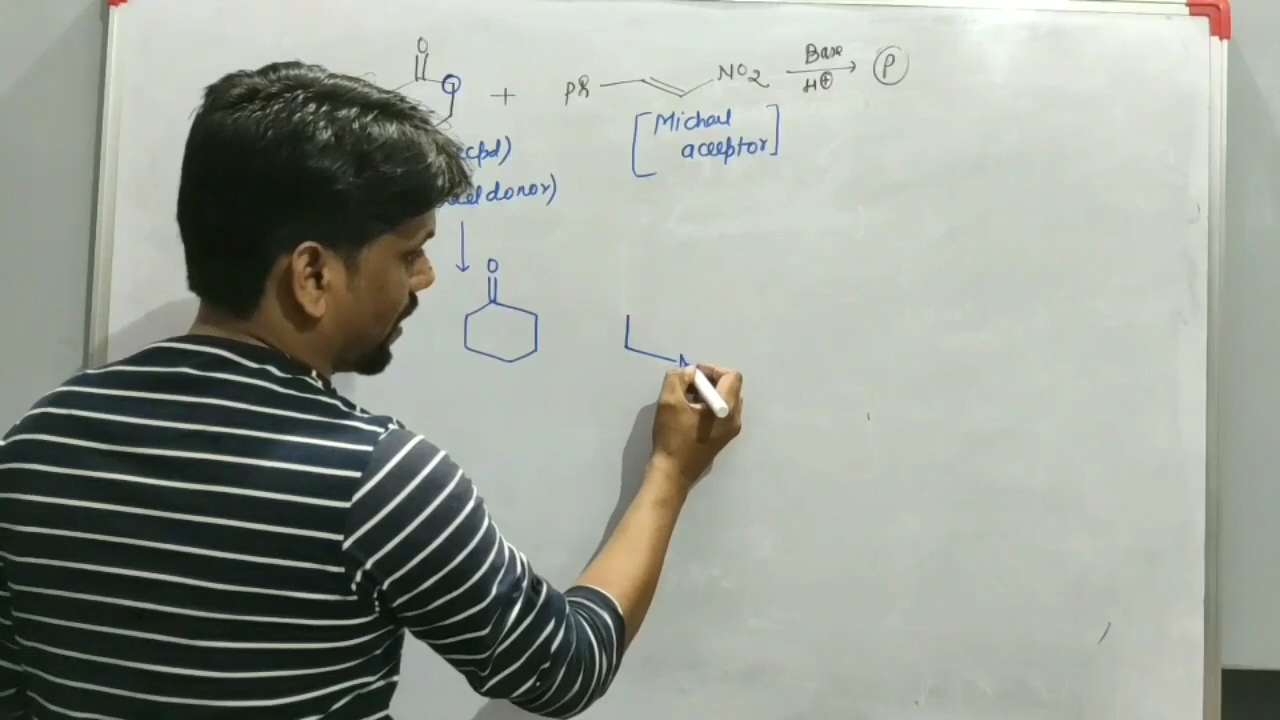 O
+ Ph NO2 Base H⊕ P
[Michael acceptor]
cpd)
donor)
O